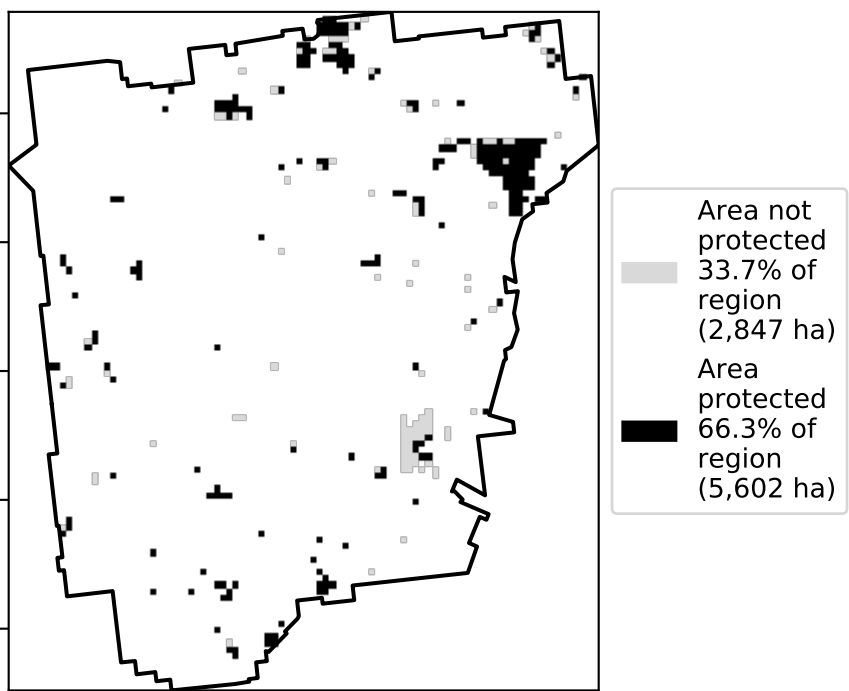 Area not
protected
33.7% of
region
(2,847 ha)
Area
protected
66.3% of
region
(5,602 ha)